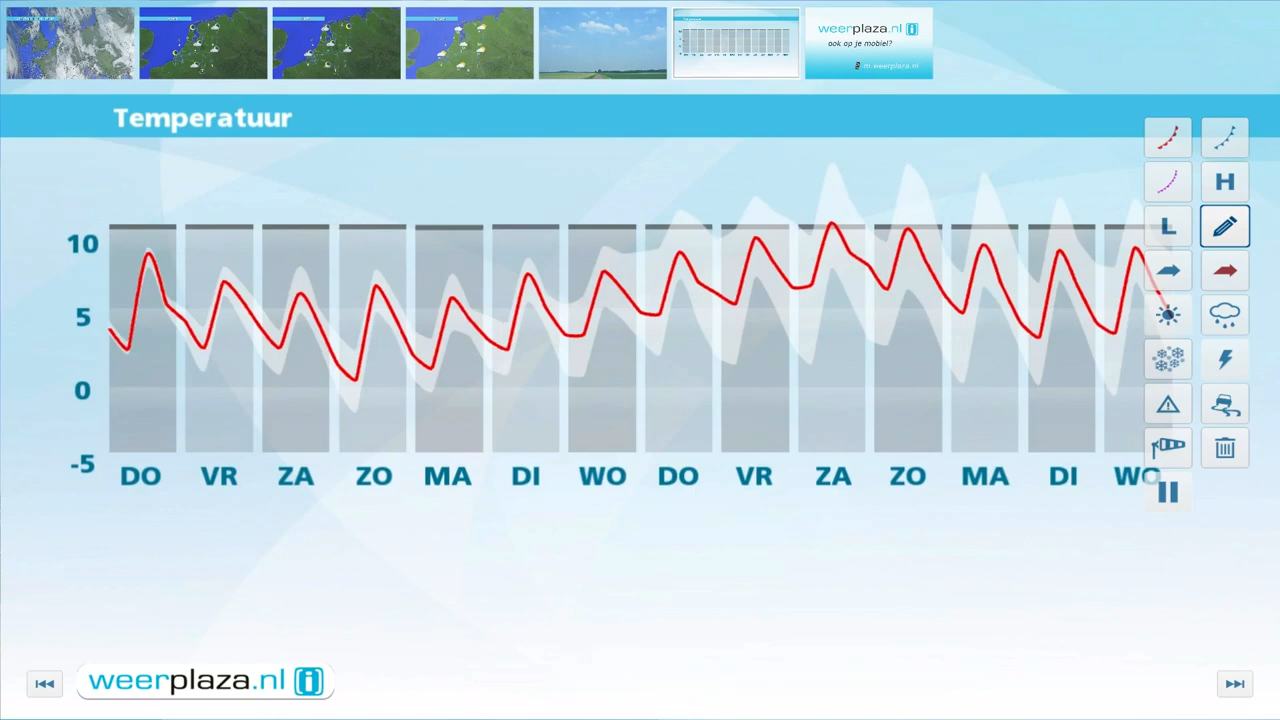 weerplaza.nl [i]
ook op je mobiel?
m.weerplaza.nl
Temperatuur
H
L
10
5
0
-5
DO VR ZA ZO MA DI WO DO VR ZA ZO MA DI WO
weerplaza.nl [i]